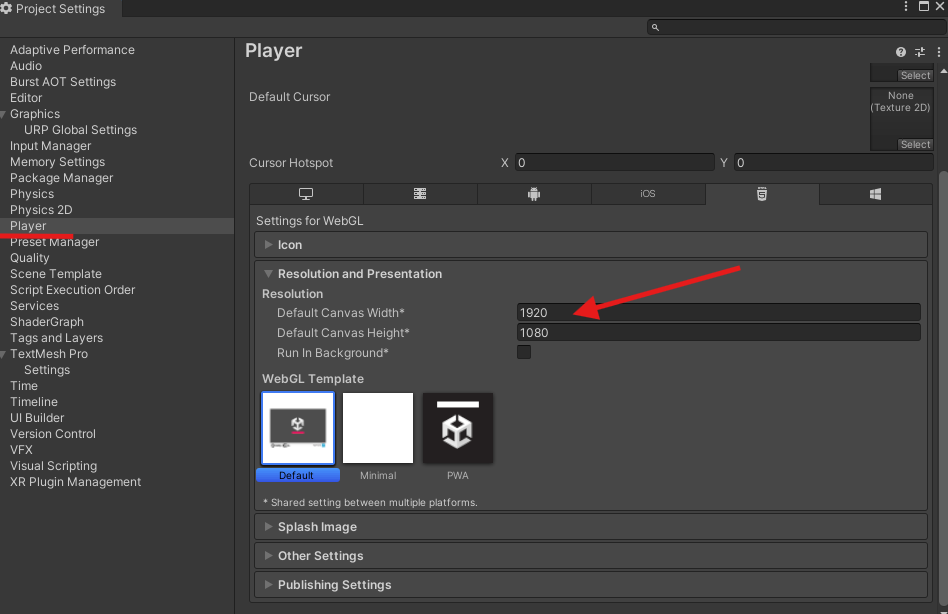 Project Settings
Adaptive Performance
Audio
Burst AOT Settings
Editor
Graphics
URP Global Settings
Input Manager
Memory Settings
Package Manager
Physics
Physics 2D
Player
Preset Manager
Quality
Scene Template
Script Execution Order
Services
ShaderGraph
Tags and Layers
TextMesh Pro
Settings
Time
Timeline
UI Builder
Version Control
VFX
Visual Scripting
XR Plugin Management
Player
Select
Default Cursor
None
(Texture 2D)
Select
Cursor Hotspot X 0 Y 0
iOS
Settings for WebGL
Icon
Resolution and Presentation
Resolution
Default Canvas Width* 1920
Default Canvas Height* 1080
Run In Background*
WebGL Template
Default Minimal PWA
* Shared setting between multiple platforms.
Splash Image
Other Settings
Publishing Settings